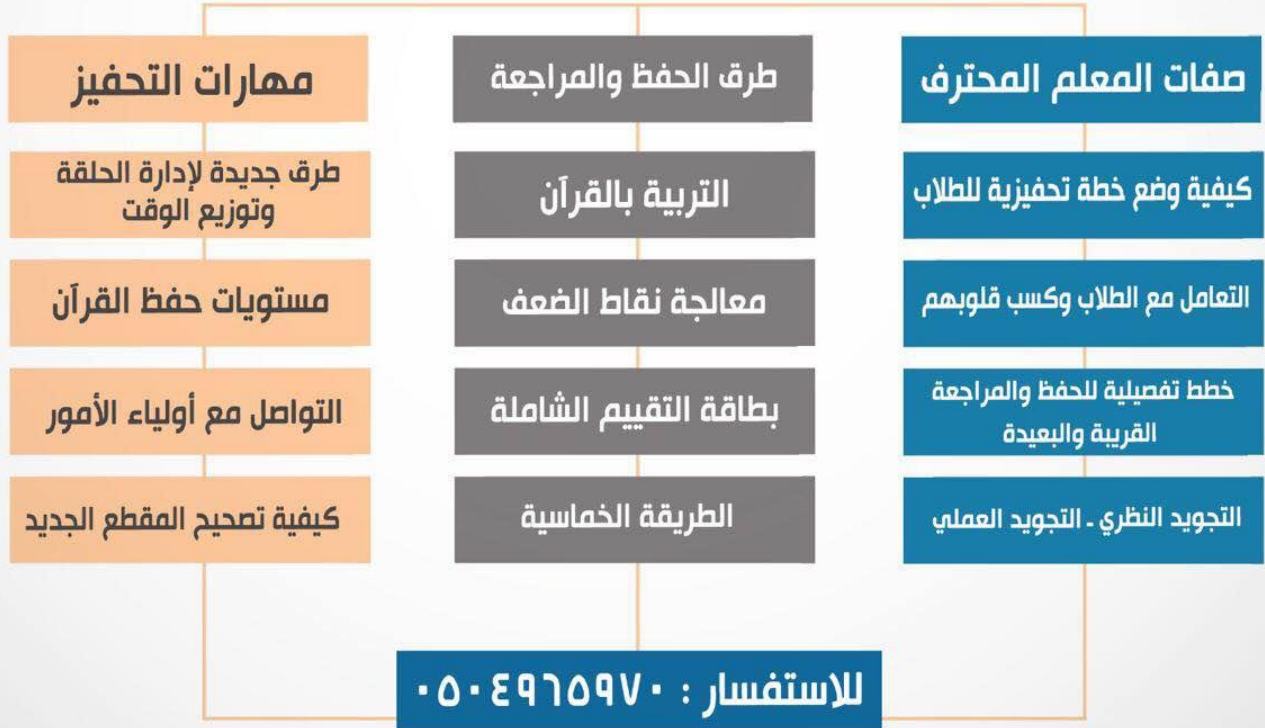 صفات المعلم المحترف
كيفية وضع خطة تحفيزية للطلاب
التعامل مع الطلاب وكسب قلوبهم
خطط تفصيلية للحفظ والمراجعة
القريبة والبعيدة
التجويد النظري - التجويد العملي
طرق الحفظ والمراجعة
التربية بالقرآن
معالجة نقاط الضعف
بطاقة التقييم الشاملة
الطريقة الخماسية
مهارات التحفيز
طرق جديدة لإدارة الحلقة
وتوزيع الوقت
مستويات حفظ القرآن
التواصل مع أولياء الأمور
كيفية تصحيح المقطع الجديد
للاستفسار : ٠٥٠٤٩٦٥٩٧٠